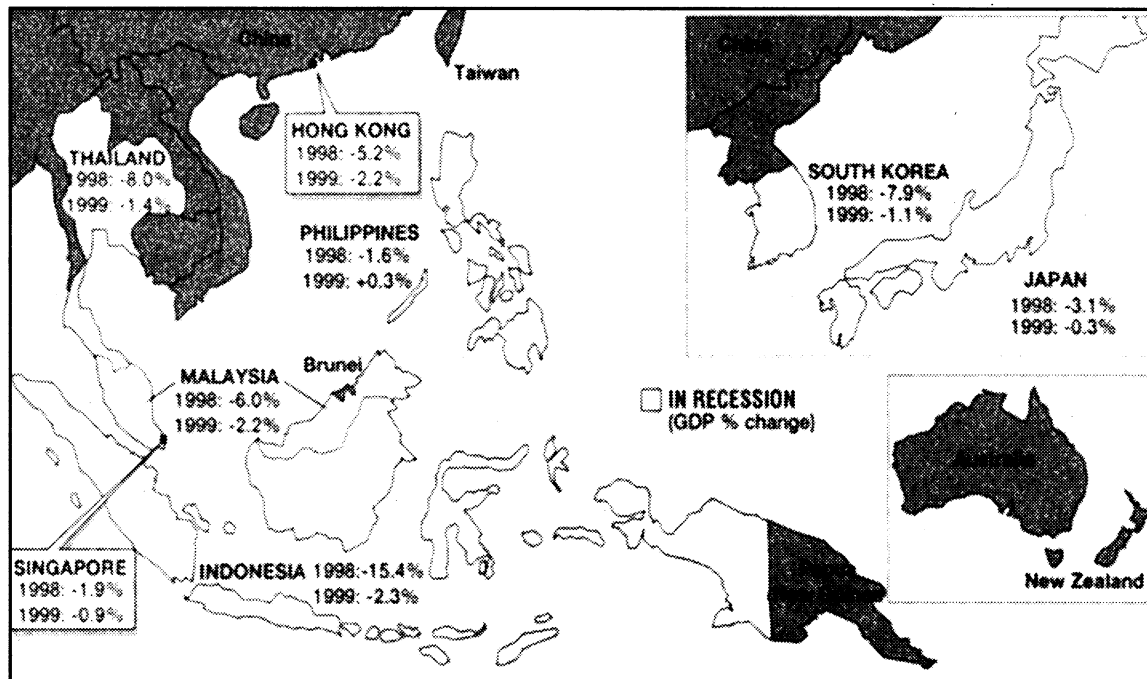 China
Taiwan
HONG KONG
1998: -5.2%
1999: -2.2%
THAILAND
1998: -8.0%
1999: -1.4%
PHILIPPINES
1998: -1.6%
1999: +0.3%
Brunei
MALAYSIA
1998: -6.0%
1999: -2.2%
SINGAPORE
1998: -1.9%
1999: -0.9%
INDONESIA 1998:-15.4%
1999: -2.3%
China
SOUTH KOREA
1998: -7.9%
1999: -1.1%
JAPAN
1998: -3.1%
1999: -0.3%
IN RECESSION
(GDP % change)
Australia
New Zealand